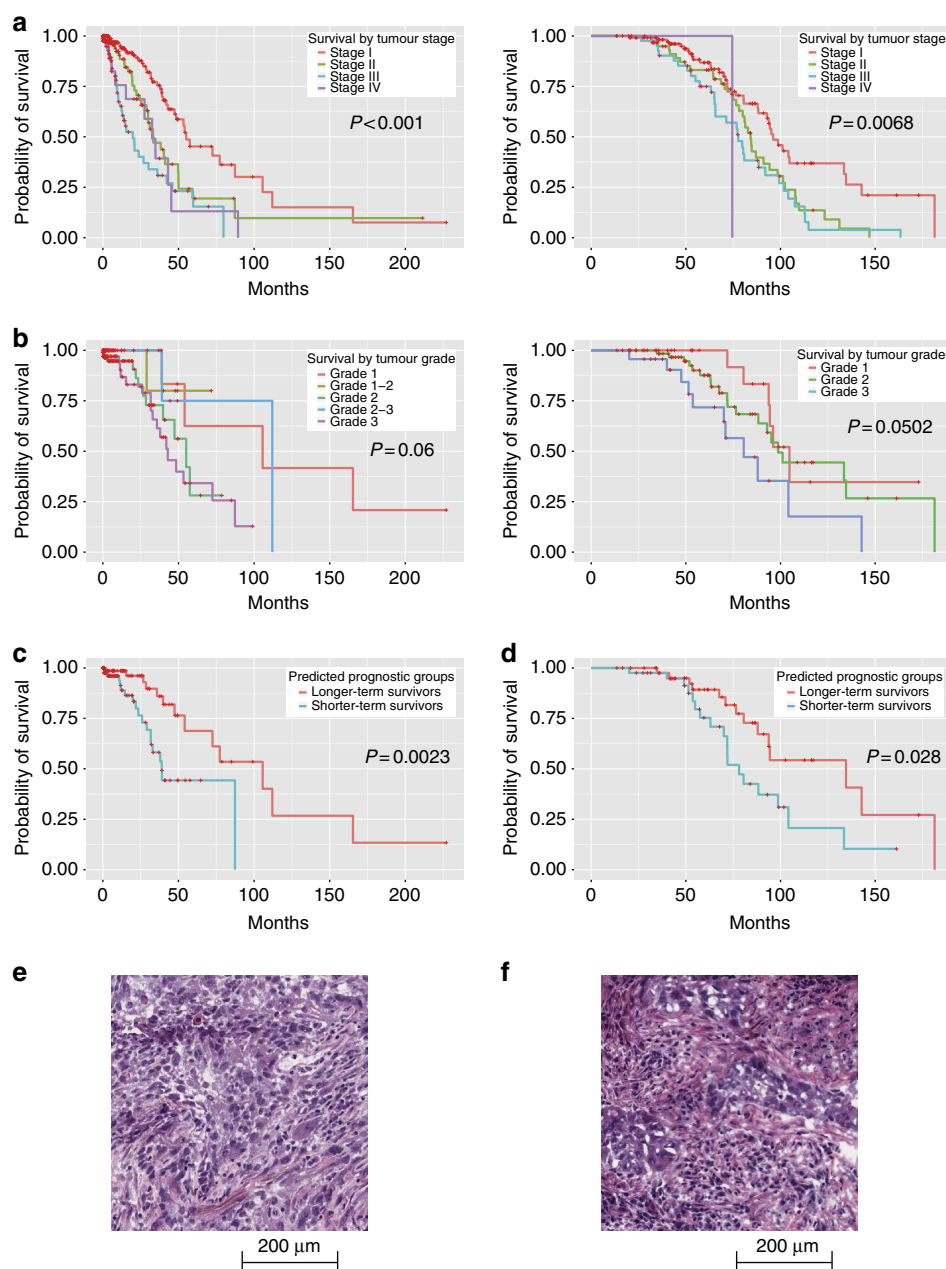 a
Probability of survival
1.00
0.75
0.50
0.25
0.00
Survival by tumour stage
Stage I
Stage II
Stage III
Stage IV
P<0.001
0 50 100 150 200
Months
Probability of survival
1.00
0.75
0.50
0.25
0.00
Survival by tumour stage
Stage I
Stage II
Stage III
Stage IV
P=0.0068
0 50 100 150
Months
b
Probability of survival
1.00
0.75
0.50
0.25
0.00
Survival by tumour grade
Grade 1
Grade 1–2
Grade 2
Grade 2–3
Grade 3
P=0.06
0 50 100 150 200
Months
Probability of survival
1.00
0.75
0.50
0.25
0.00
Survival by tumour grade
Grade 1
Grade 2
Grade 3
P=0.0502
0 50 100 150
Months
c
Probability of survival
1.00
0.75
0.50
0.25
0.00
Predicted prognostic groups
Longer-term survivors
Shorter-term survivors
P=0.0023
0 50 100 150 200
Months
d
Probability of survival
1.00
0.75
0.50
0.25
0.00
Predicted prognostic groups
Longer-term survivors
Shorter-term survivors
P=0.028
0 50 100 150
Months
e
200 µm
f
200 µm